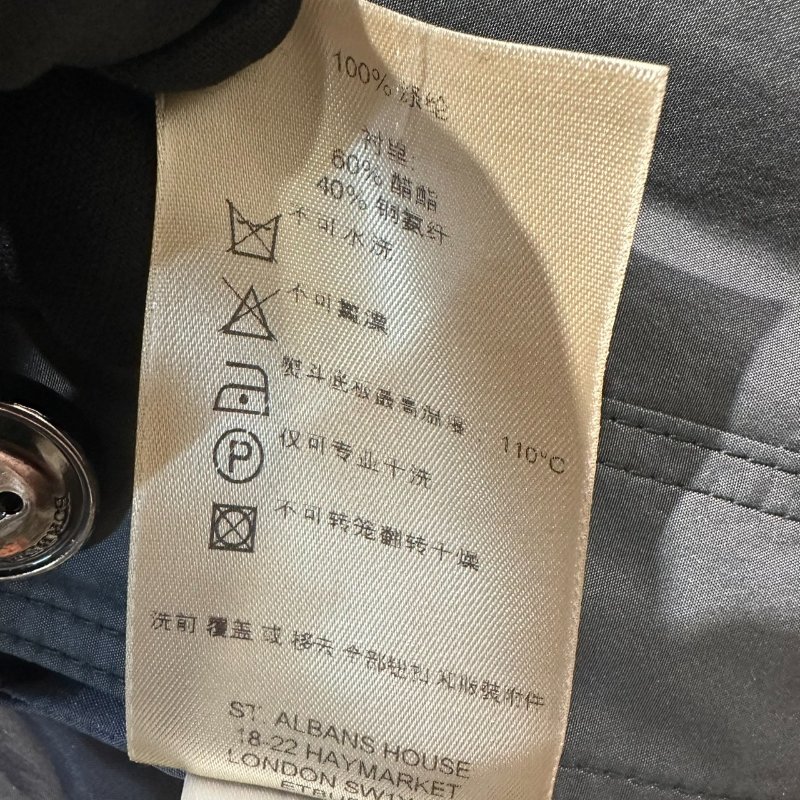 100% 涤纶
衬里:
60% 醋酯
40% 铜氨纤
不可水洗
不可氯漂
熨斗底板最高温度 : 110°C
P
仅可专业干洗
不可转笼翻转干燥
洗前 覆盖 或 移去 全部纽扣 和服装附件
ST. ALBANS HOUSE
18-22 HAYMARKET
LONDON